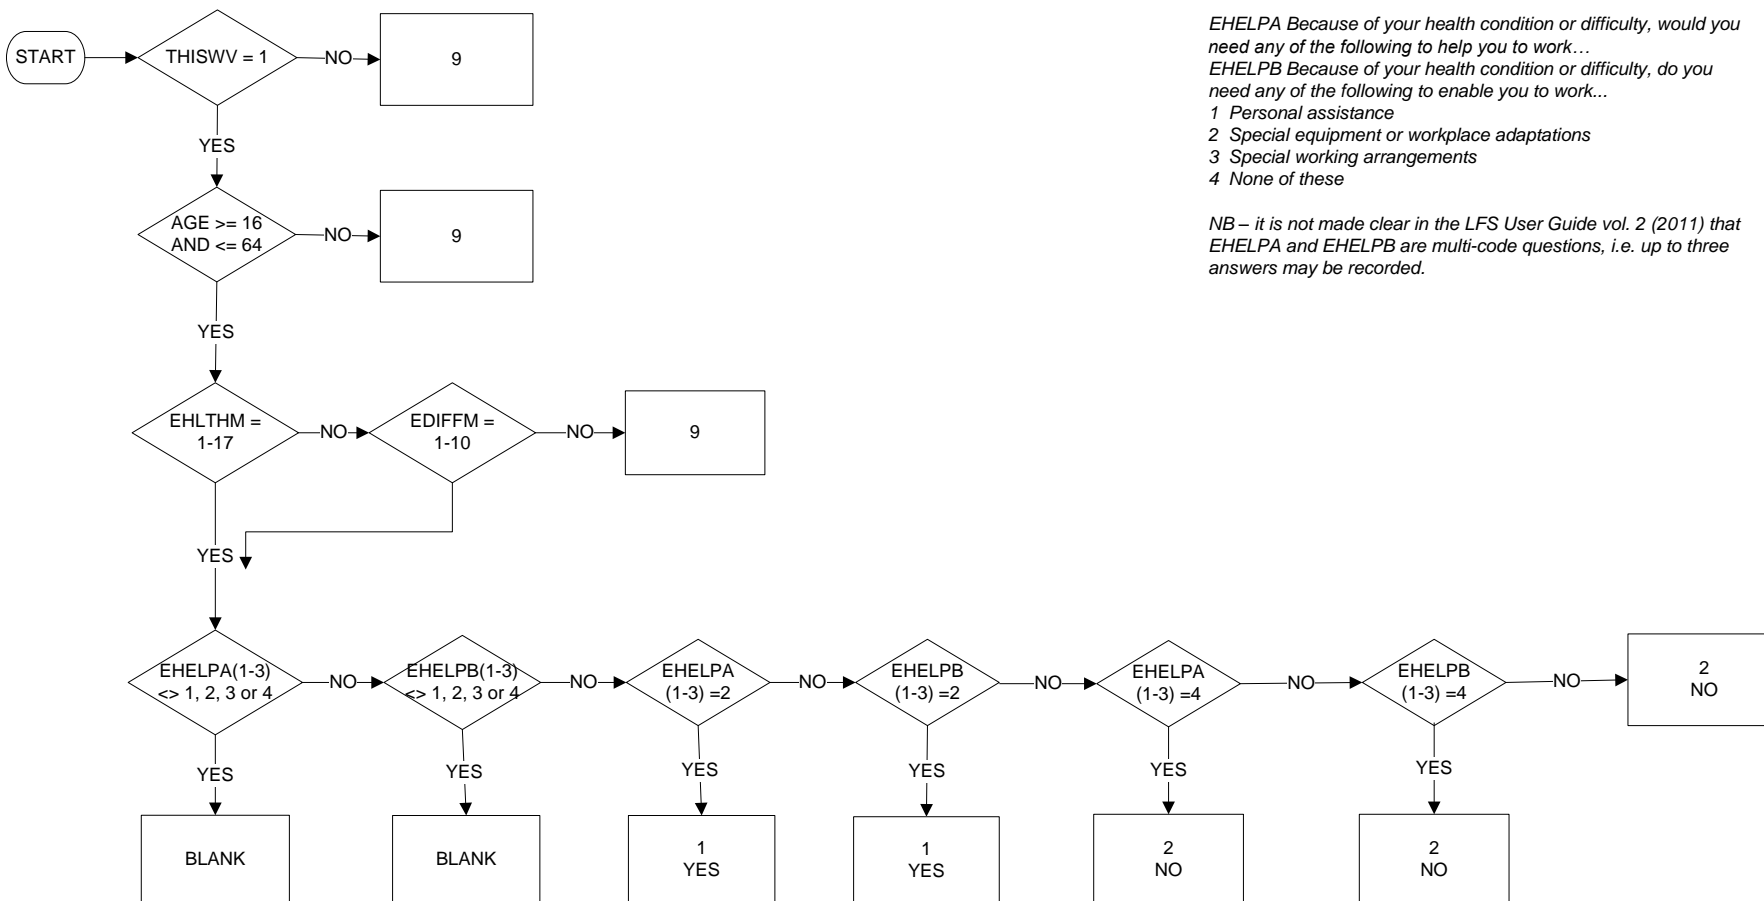 START
THISWV = 1
NO
9
YES
AGE >= 16
AND <= 64
NO
9
YES
EHLTHM =
1-17
NO
EDIFFM =
1-10
NO
9
YES
EHELPA(1-3)
<> 1, 2, 3 or 4
NO
EHELPB(1-3)
<> 1, 2, 3 or 4
NO
EHELPA
(1-3) =2
NO
EHELPB
(1-3) =2
NO
EHELPA
(1-3) =4
NO
EHELPB
(1-3) =4
NO
2
NO
YES
YES
YES
YES
YES
YES
BLANK
BLANK
1
YES
1
YES
2
NO
2
NO
EHELPA Because of your health condition or difficulty, would you
need any of the following to help you to work…
EHELPB Because of your health condition or difficulty, do you
need any of the following to enable you to work...
1 Personal assistance
2 Special equipment or workplace adaptations
3 Special working arrangements
4 None of these
NB – it is not made clear in the LFS User Guide vol. 2 (2011) that
EHELPA and EHELPB are multi-code questions, i.e. up to three
answers may be recorded.